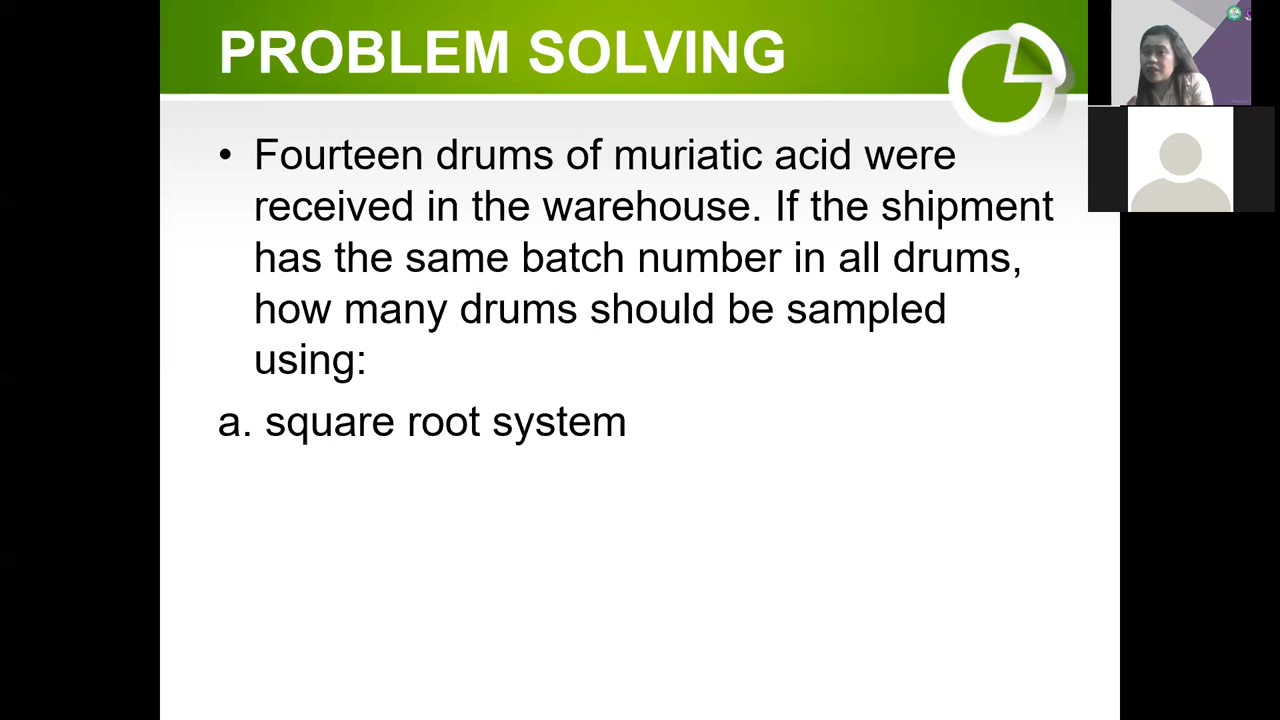 PROBLEM SOLVING
• Fourteen drums of muriatic acid were
received in the warehouse. If the shipment
has the same batch number in all drums,
how many drums should be sampled
using:
a. square root system